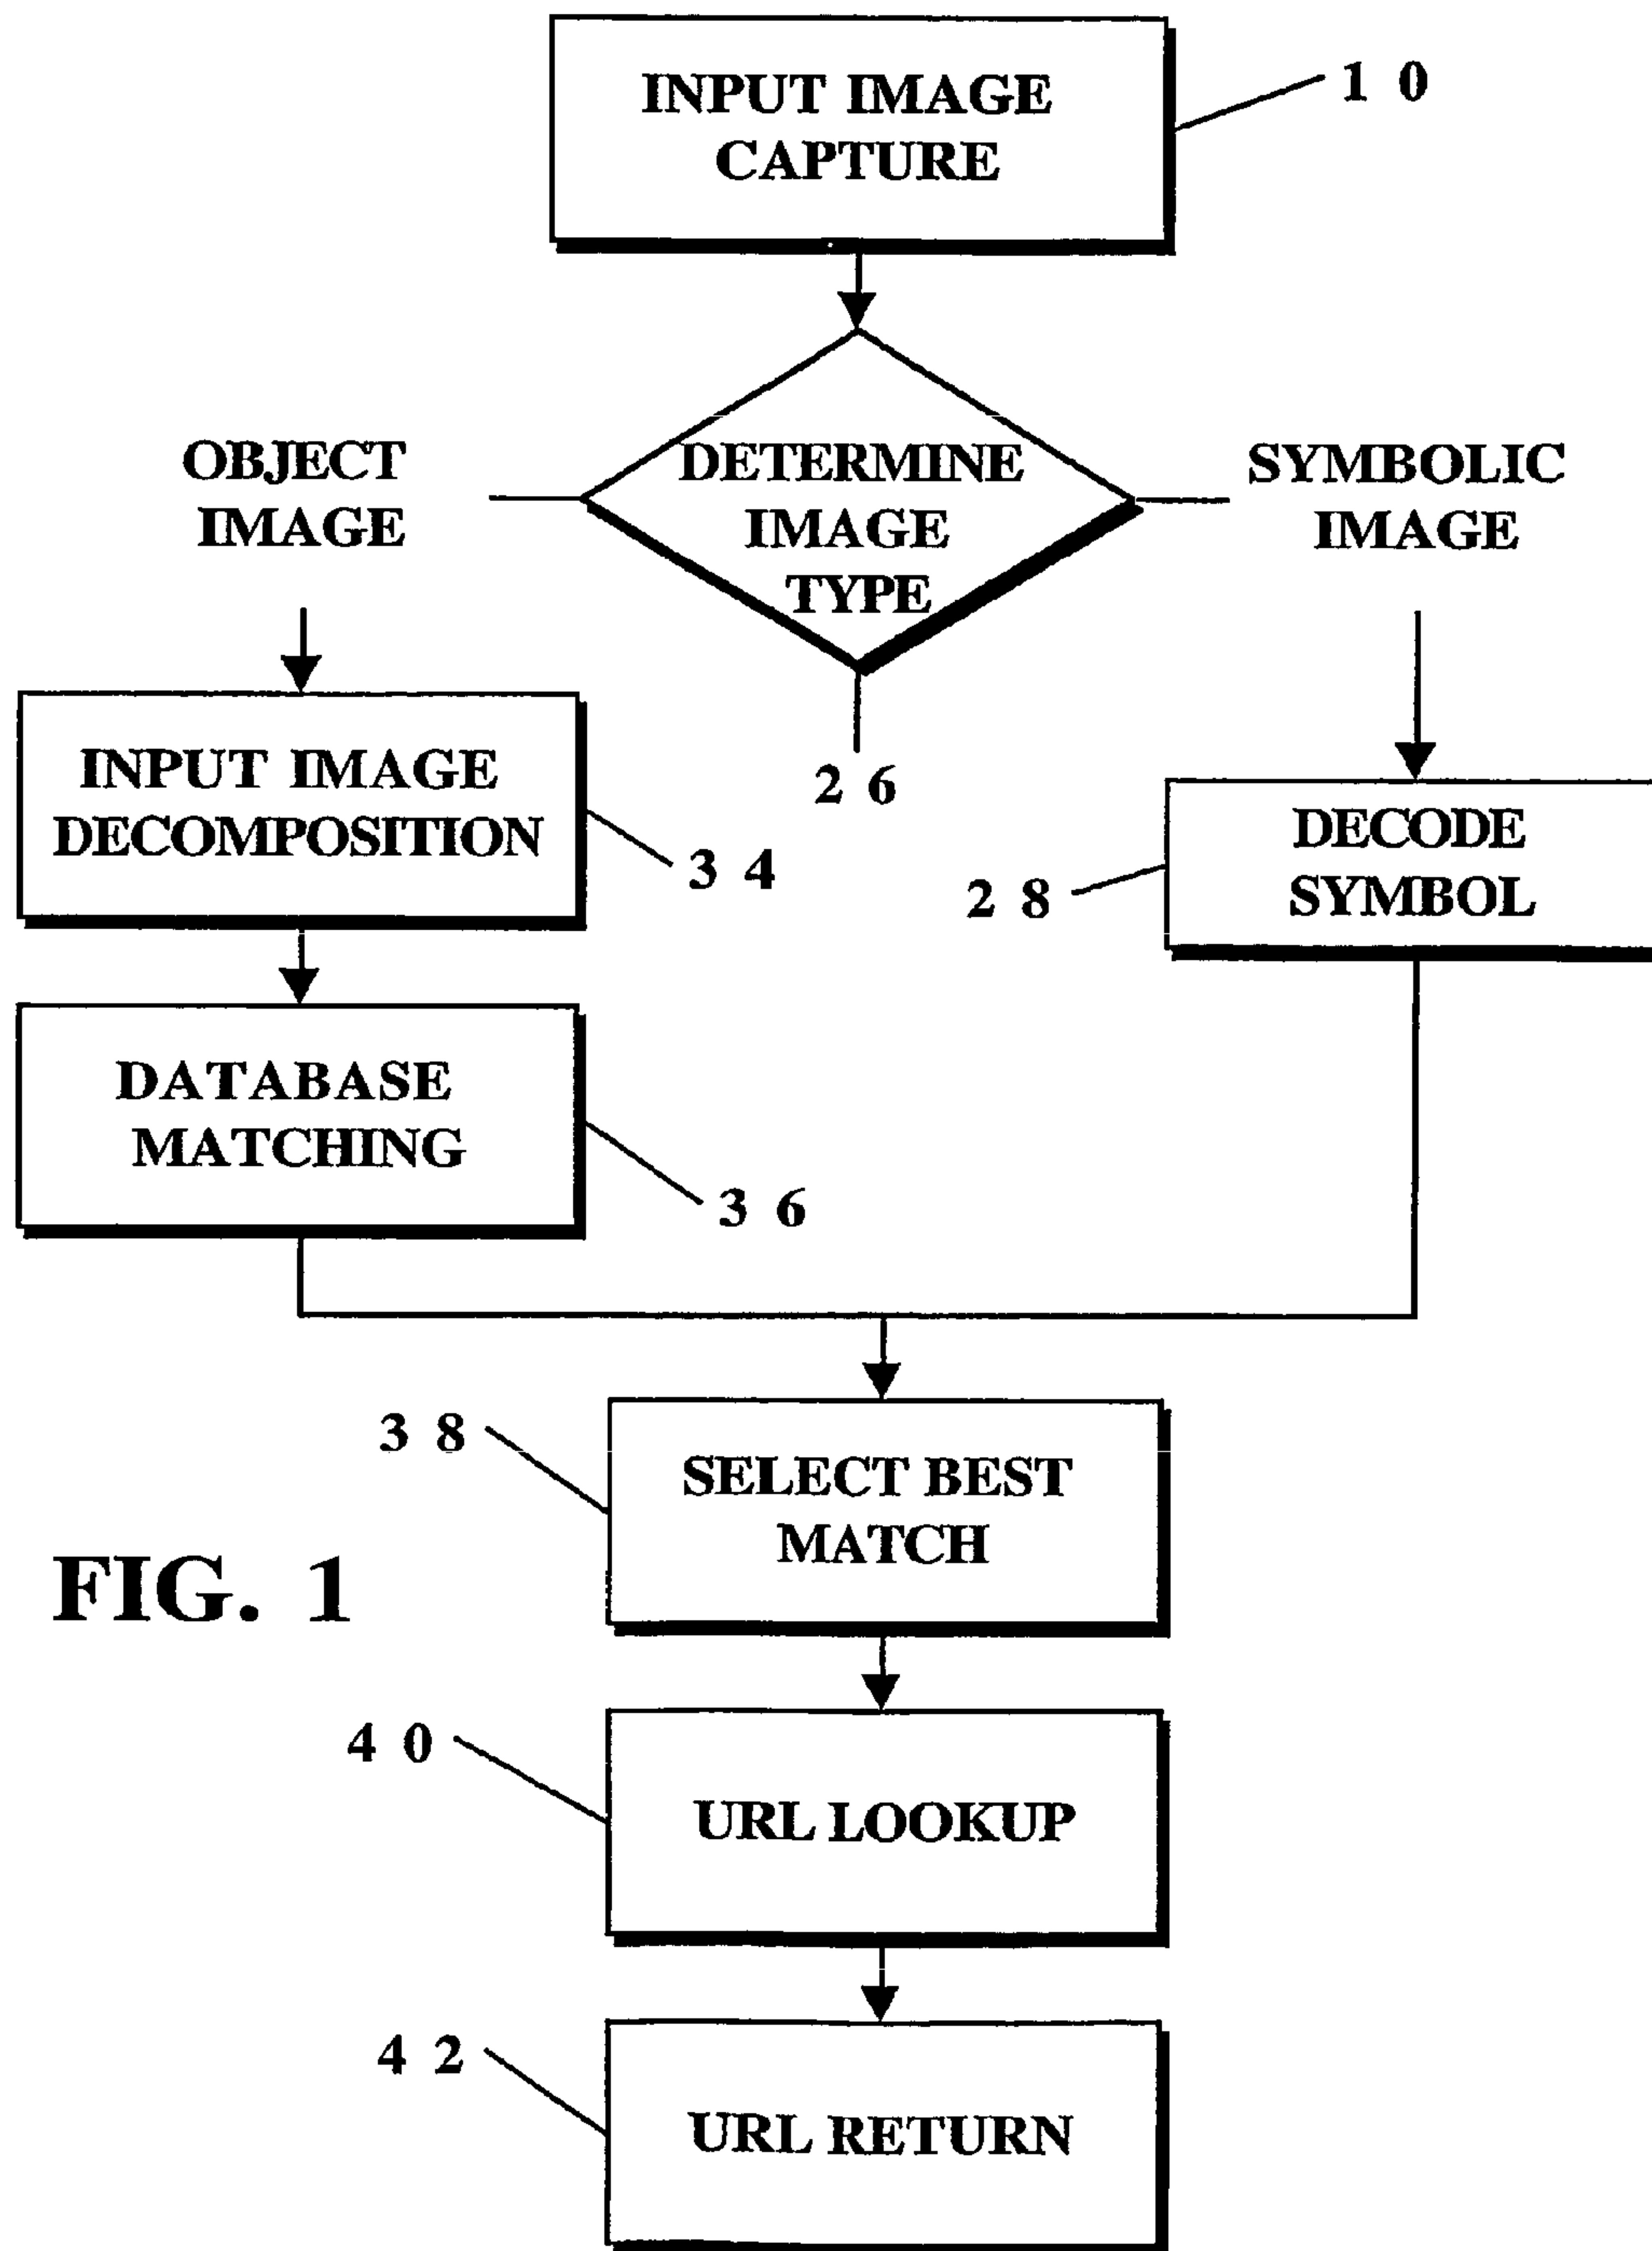 INPUT IMAGE
CAPTURE
1 0
OBJECT
IMAGE
DETERMINE
IMAGE
TYPE
SYMBOLIC
IMAGE
2 6
INPUT IMAGE
DECOMPOSITION
3 4
DECODE
SYMBOL
2 8
DATABASE
MATCHING
3 6
3 8
SELECT BEST
MATCH
FIG. 1
4 0
URL LOOKUP
4 2
URL RETURN